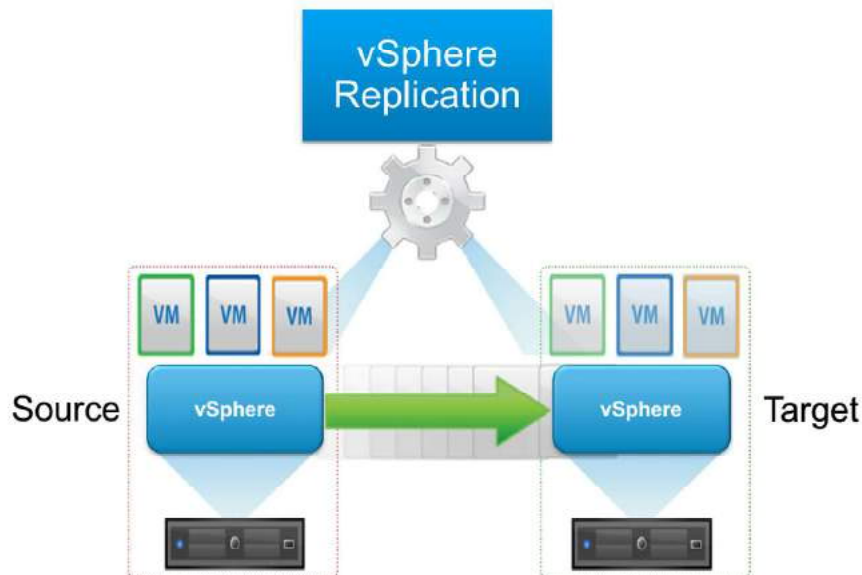 vSphere
Replication
VM VM VM
VM VM VM
Source
vSphere
vSphere
Target